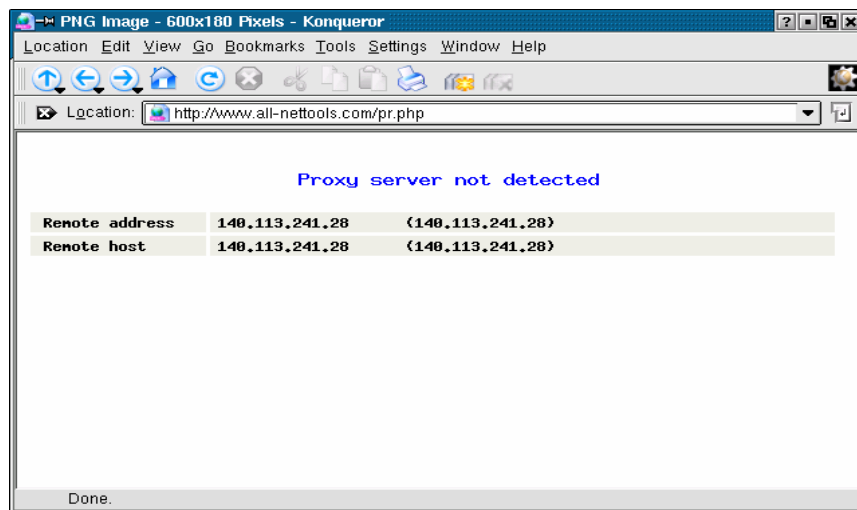 PNG Image - 600x180 Pixels - Konqueror
Location Edit View Go Bookmarks Tools Settings Window Help
Location: http://www.all-nettools.com/pr.php
Proxy server not detected
Remote address 140.113.241.28 (140.113.241.28)
Remote host 140.113.241.28 (140.113.241.28)
Done.